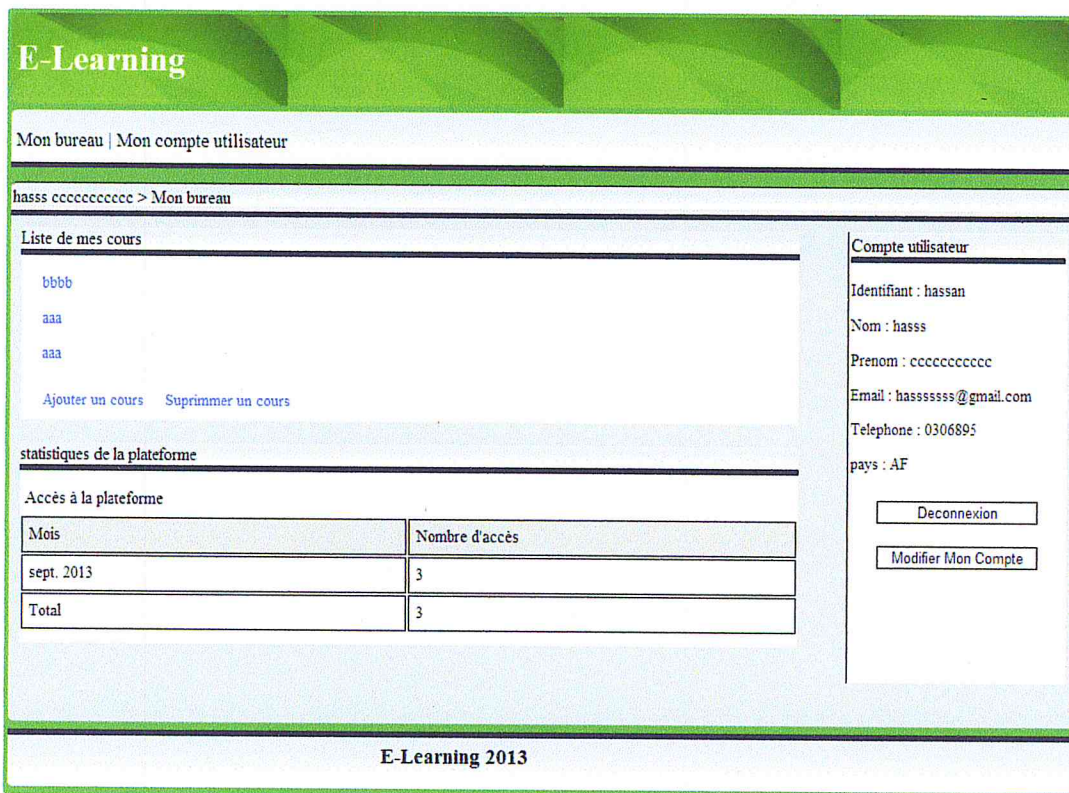 E-Learning
Mon bureau | Mon compte utilisateur
hasss ccccccccccc > Mon bureau
Liste de mes cours
bbbb
aaa
aaa
Ajouter un cours Suprimmer un cours
statistiques de la plateforme
Accès à la plateforme
Mois Nombre d'accès
sept. 2013 3
Total 3
Compte utilisateur
Identifiant : hassan
Nom : hasss
Prenom : ccccccccccc
Email : hasssssss@gmail.com
Telephone : 0306895
pays : AF
Deconnexion
Modifier Mon Compte
E-Learning 2013